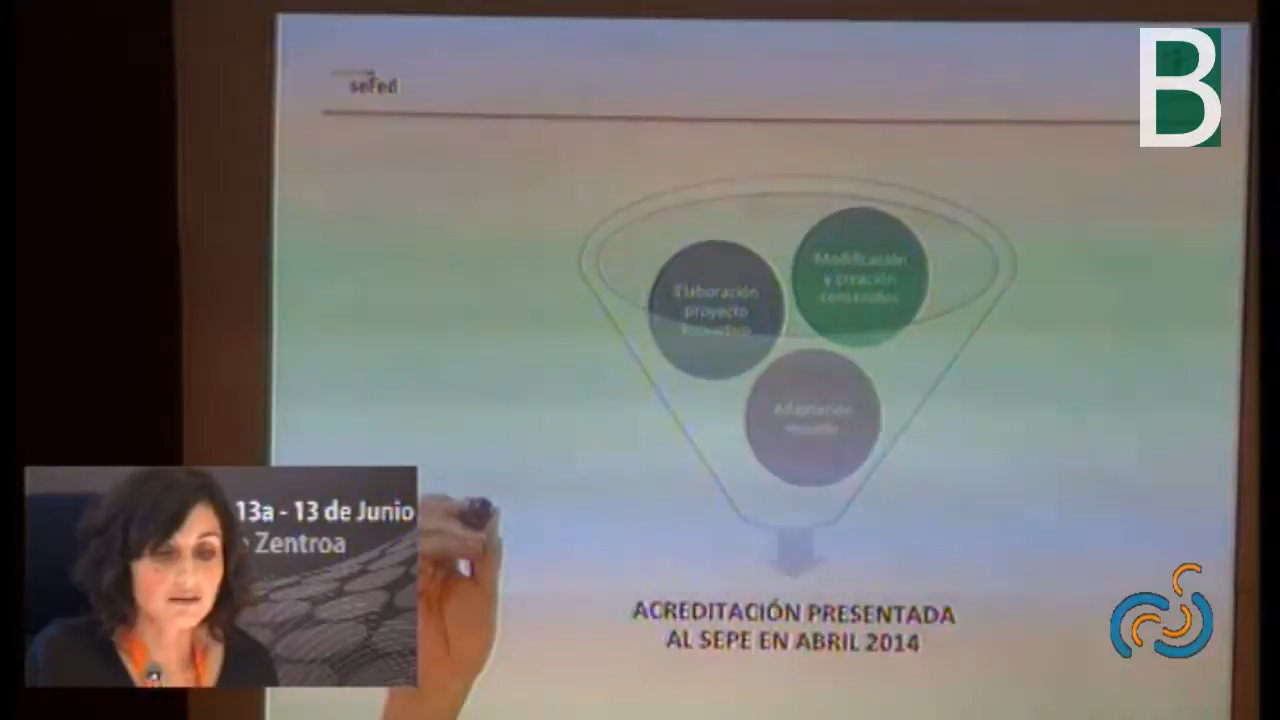 sefed
B
Modificación
y creación
contenidos
Elaboración
proyecto
Adaptación
13a - 13 de Junio
Zentroa
ACREDITACIÓN PRESENTADA
AL SEPE EN ABRIL 2014